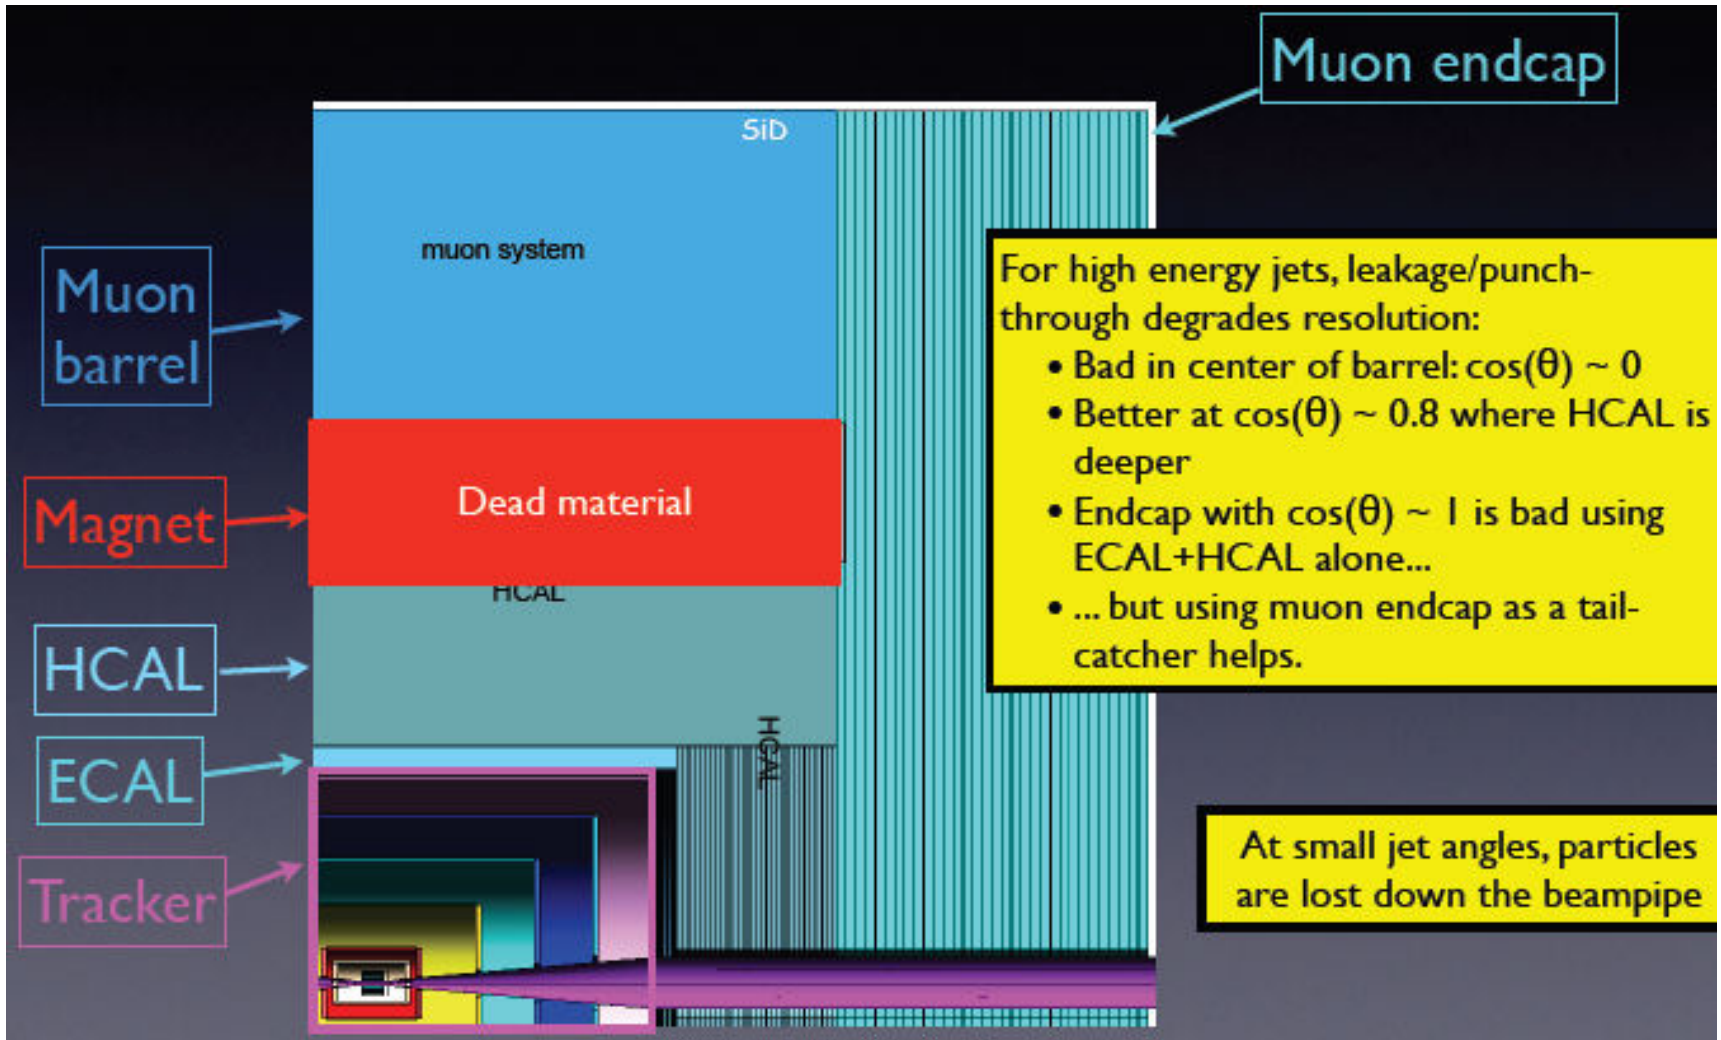 Muon endcap
SiD
muon system
Muon
barrel
For high energy jets, leakage/punch-
through degrades resolution:
• Bad in center of barrel: cos(θ) ~ 0
• Better at cos(θ) ~ 0.8 where HCAL is
deeper
• Endcap with cos(θ) ~ 1 is bad using
ECAL+HCAL alone...
• ... but using muon endcap as a tail-
catcher helps.
Magnet
Dead material
HCAL
HCAL
HCAL
ECAL
Tracker
At small jet angles, particles
are lost down the beampipe